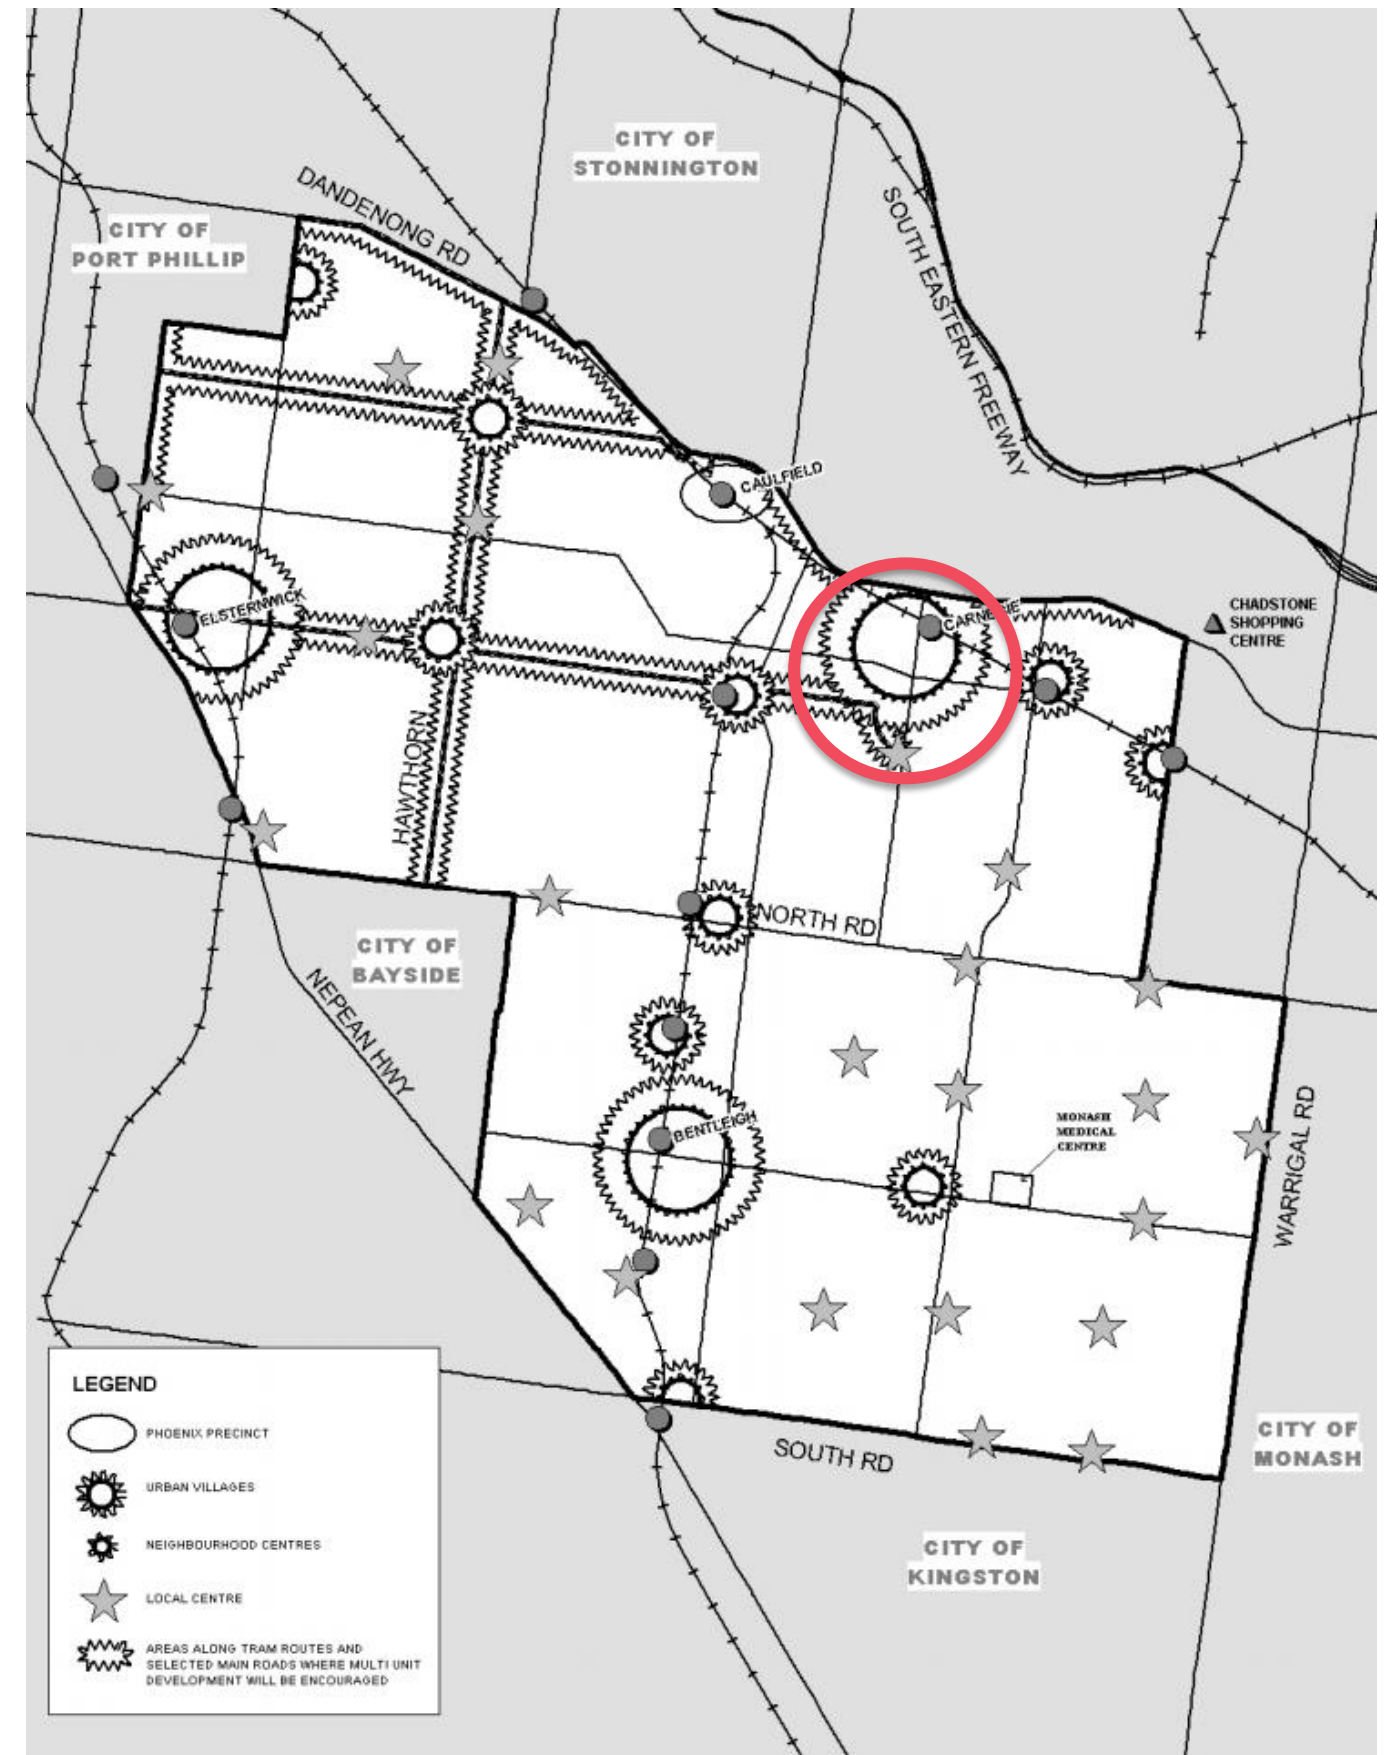 CITY OF
STONNINGTON
DANDENONG RD
CITY OF
PORT PHILLIP
SOUTH EASTERN FREEWAY
CAULFIELD
ELSTERNWICK
CARNEGIE
CHADSTONE
SHOPPING
CENTRE
HAWTHORN
NORTH RD
CITY OF
BAYSIDE
NEPEAN HWY
BENTLEIGH
MONASH
MEDICAL
CENTRE
WARRIGAL RD
SOUTH RD
CITY OF
MONASH
CITY OF
KINGSTON
LEGEND
PHOENIX PRECINCT
URBAN VILLAGES
NEIGHBOURHOOD CENTRES
LOCAL CENTRE
AREAS ALONG TRAM ROUTES AND
SELECTED MAIN ROADS WHERE MULTI UNIT
DEVELOPMENT WILL BE ENCOURAGED